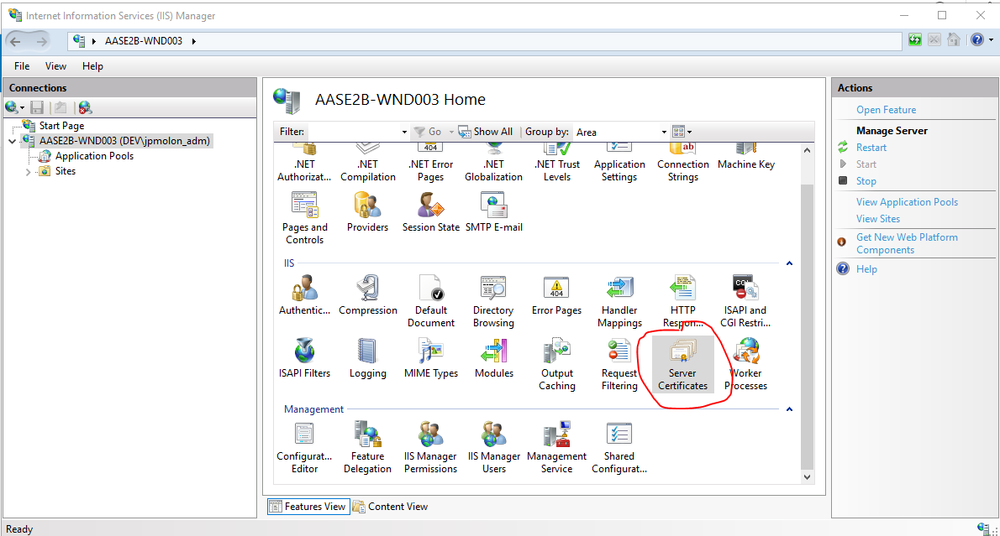 Internet Information Services (IIS) Manager
AASE2B-WND003
File View Help
Connections
Start Page
AASE2B-WND003 (DEV\jpmolon_adm)
Application Pools
Sites
AASE2B-WND003 Home
Filter: Go Show All Group by: Area
404
ab
.NET Authorizat...
.NET Compilation
.NET Error Pages
.NET Globalization
.NET Trust Levels
Application Settings
Connection Strings
Machine Key
Pages and Controls
Providers
Session State
SMTP E-mail
IIS
404
CGI
Authentic...
Compression
Default Document
Directory Browsing
Error Pages
Handler Mappings
HTTP Respon...
ISAPI and CGI Restri...
ISAPI Filters
Logging
MIME Types
Modules
Output Caching
Request Filtering
Server Certificates
Worker Processes
Management
Configurat... Editor
Feature Delegation
IIS Manager Permissions
IIS Manager Users
Management Service
Shared Configurat...
Features View
Content View
Actions
Open Feature
Manage Server
Restart
Start
Stop
View Application Pools
View Sites
Get New Web Platform
Components
Help
Ready